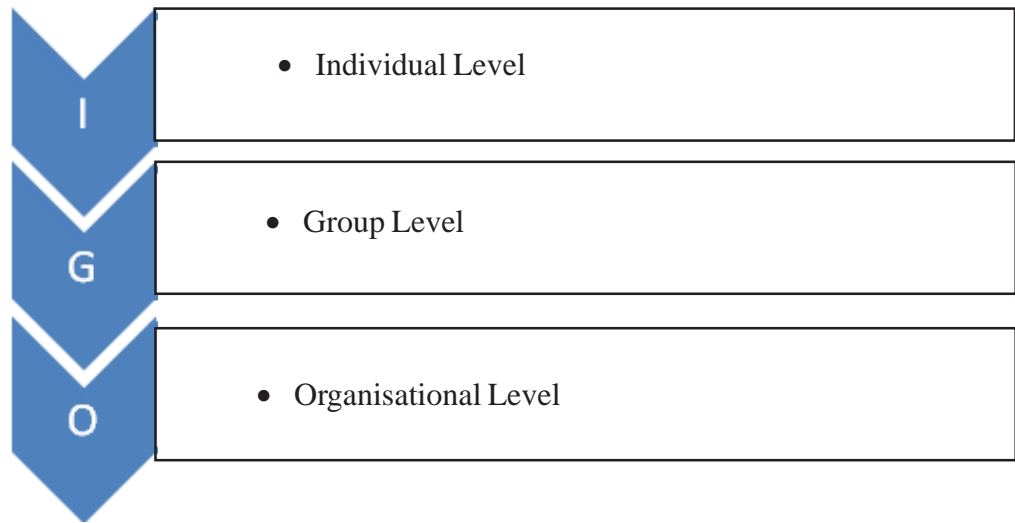 I
• Individual Level
G
• Group Level
O
• Organisational Level